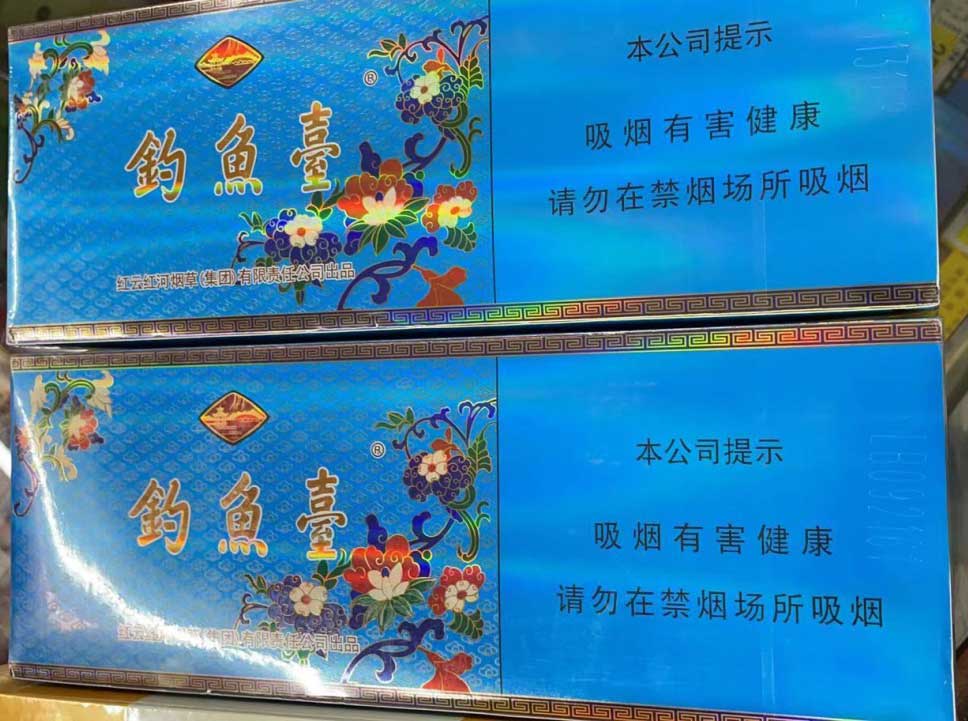 本公司提示
®
吸烟有害健康
釣魚臺
请勿在禁烟场所吸烟
红云红河烟草(集团)有限责任公司出品
本公司提示
®
吸烟有害健康
釣魚臺
请勿在禁烟场所吸烟
(集团)有限责任公司出品